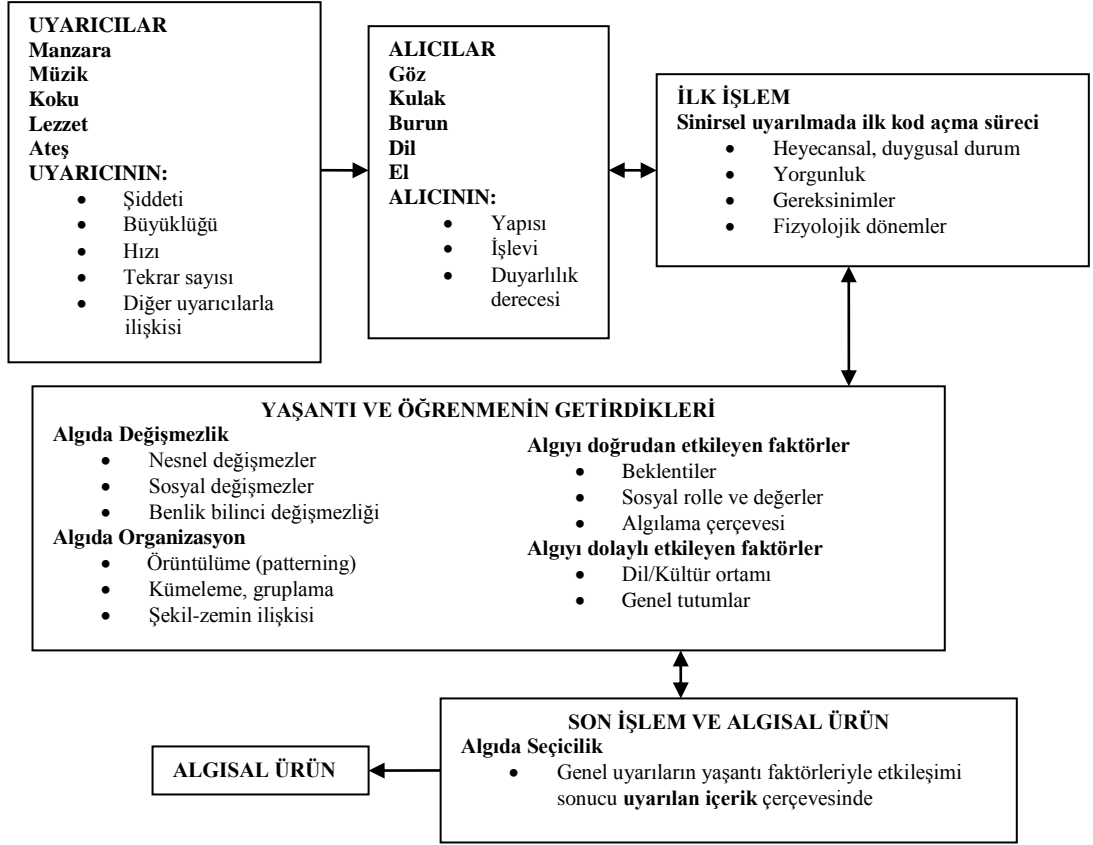 UYARICILAR
Manzara
Müzik
Koku
Lezzet
Ateş
UYARICININ:
• Şiddeti
• Büyüklüğü
• Hızı
• Tekrar sayısı
• Diğer uyarıcılarla
ilişkisi
ALICILAR
Göz
Kulak
Burun
Dil
El
ALICININ:
• Yapısı
• İşlevi
• Duyarlılık
derecesi
İLK İŞLEM
Sinirsel uyarılmada ilk kod açma süreci
• Heyecansal, duygusal durum
• Yorgunluk
• Gereksinimler
• Fizyolojik dönemler
YAŞANTI VE ÖĞRENMENİN GETİRDİKLERİ
Algıda Değişmezlik
• Nesnel değişmezler
• Sosyal değişmezler
• Benlik bilinci değişmezliği
Algıda Organizasyon
• Örüntülüme (patterning)
• Kümeleme, gruplama
• Şekil-zemin ilişkisi
Algıyı doğrudan etkileyen faktörler
• Beklentiler
• Sosyal rolle ve değerler
• Algılama çerçevesi
Algıyı dolaylı etkileyen faktörler
• Dil/Kültür ortamı
• Genel tutumlar
SON İŞLEM VE ALGISAL ÜRÜN
Algıda Seçicilik
• Genel uyarıların yaşantı faktörleriyle etkileşimi
sonucu uyarılan içerik çerçevesinde
ALGISAL ÜRÜN